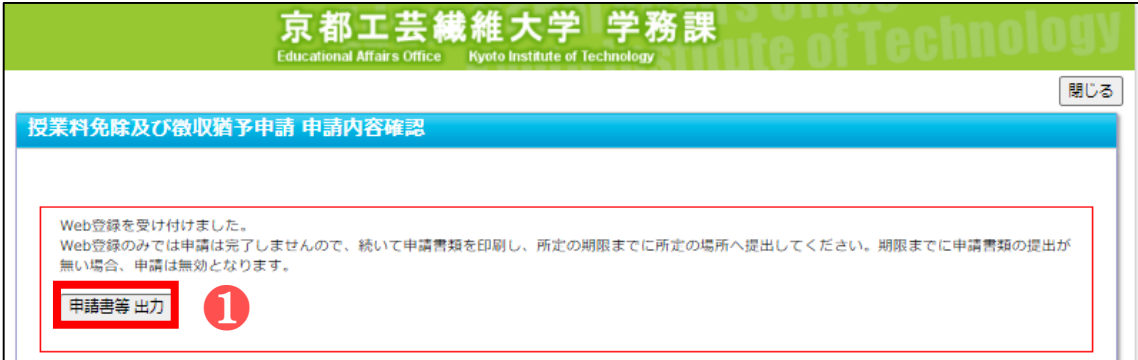 京都工芸繊維大学 学務課
Educational Affairs Office Kyoto Institute of Technology
閉じる
授業料免除及び徴収猶予申請 申請内容確認
Web登録を受け付けました。
Web登録のみでは申請は完了しませんので、続いて申請書類を印刷し、所定の期限までに所定の場所へ提出してください。期限までに申請書類の提出が
無い場合、申請は無効となります。
申請書等 出力
1